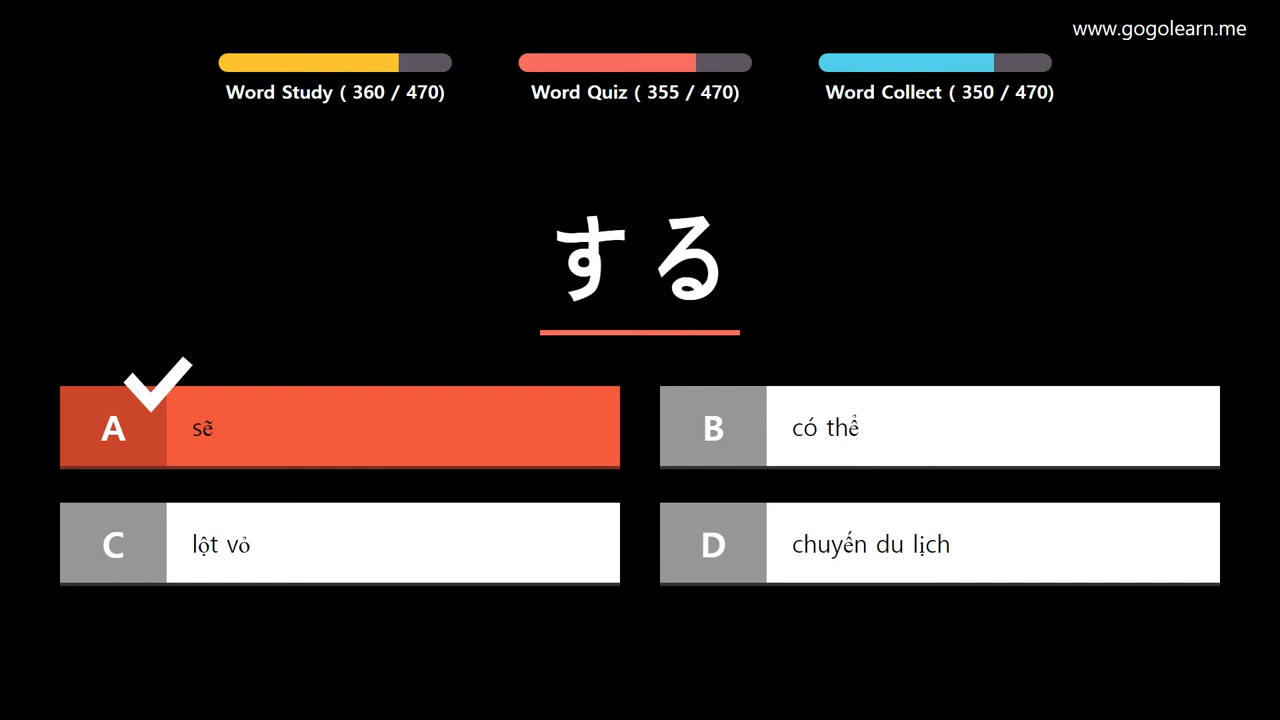 www.gogolearn.me
Word Study ( 360 / 470)
Word Quiz ( 355 / 470)
Word Collect ( 350 / 470)
する
A sẽ
B có thể
C lột vỏ
D chuyến du lịch